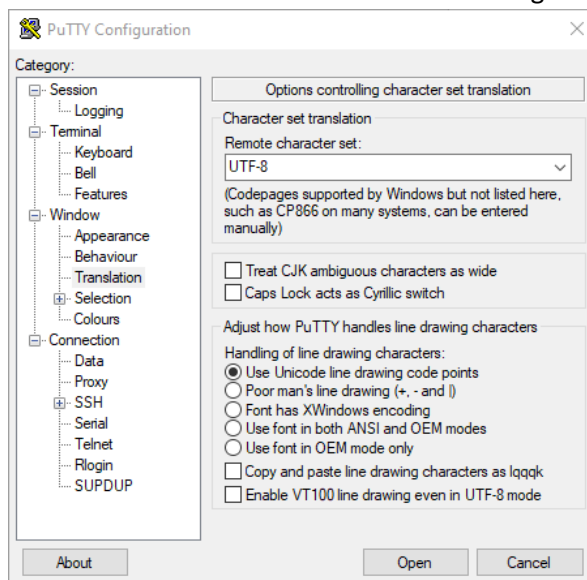 PuTTY Configuration
Category:
Session
Logging
Terminal
Keyboard
Bell
Features
Window
Appearance
Behaviour
Translation
Selection
Colours
Connection
Data
Proxy
SSH
Serial
Telnet
Rlogin
SUPDUP
Options controlling character set translation
Character set translation
Remote character set:
UTF-8
(Codepages supported by Windows but not listed here,
such as CP866 on many systems, can be entered
manually)
Treat CJK ambiguous characters as wide
Caps Lock acts as Cyrillic switch
Adjust how PuTTY handles line drawing characters
Handling of line drawing characters:
Use Unicode line drawing code points
Poor man's line drawing (+, - and |)
Font has XWindows encoding
Use font in both ANSI and OEM modes
Use font in OEM mode only
Copy and paste line drawing characters as lqqqk
Enable VT100 line drawing even in UTF-8 mode
About
Open
Cancel